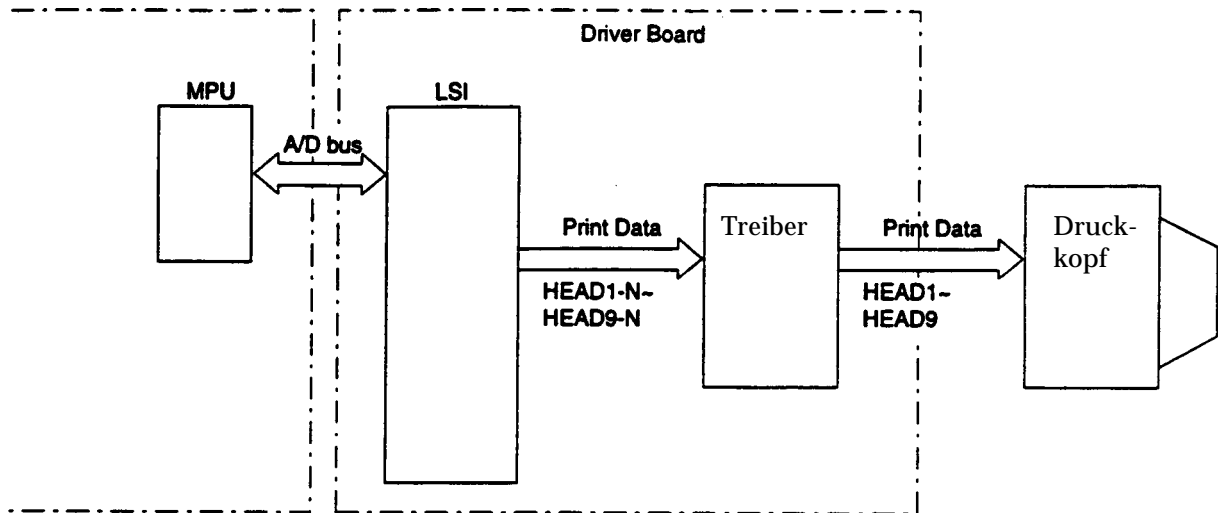 Driver Board
MPU
LSI
A/D bus
Print Data
HEAD1-N~
HEAD9-N
Treiber
Print Data
HEAD1~
HEAD9
Druck-
kopf